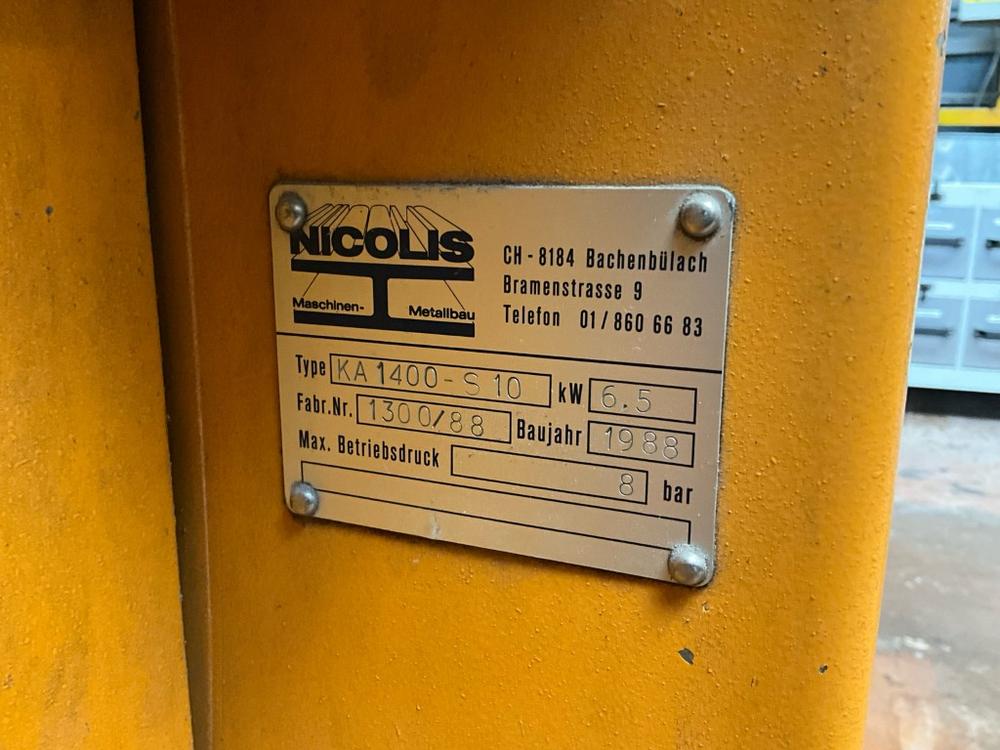 NICOLIS
Maschinen- Metallbau
CH-8184 Bachenbülach
Bramenstrasse 9
Telefon 01/860 66 83
Type KA 1400-S 10 kW 6.5
Fabr.Nr. 1300/88 Baujahr 1988
Max. Betriebsdruck 8 bar